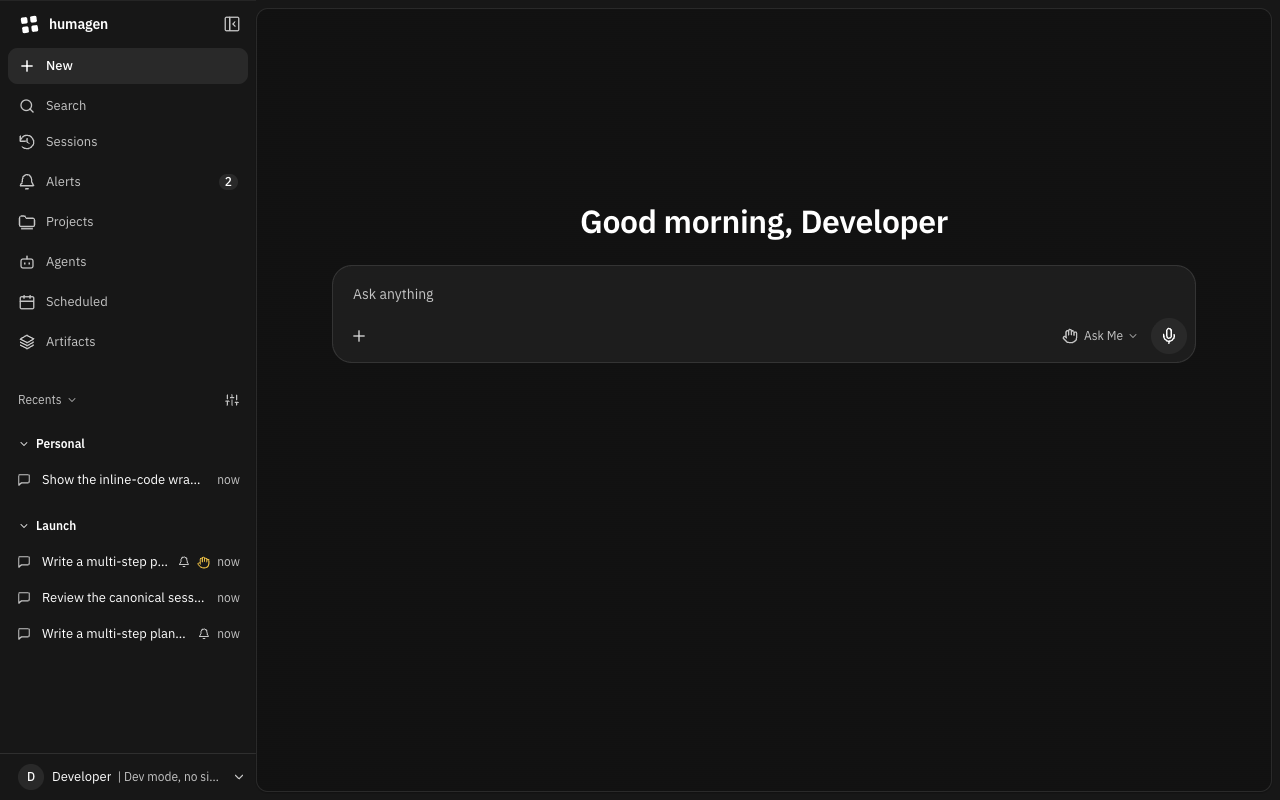 humagen
New
Search
Sessions
Alerts 2
Projects
Agents
Scheduled
Artifacts
Recents
Personal
Show the inline-code wra... now
Launch
Write a multi-step p... now
Review the canonical sess... now
Write a multi-step plan... now
D Developer | Dev mode, no si...
Good morning, Developer
Ask anything
Ask Me